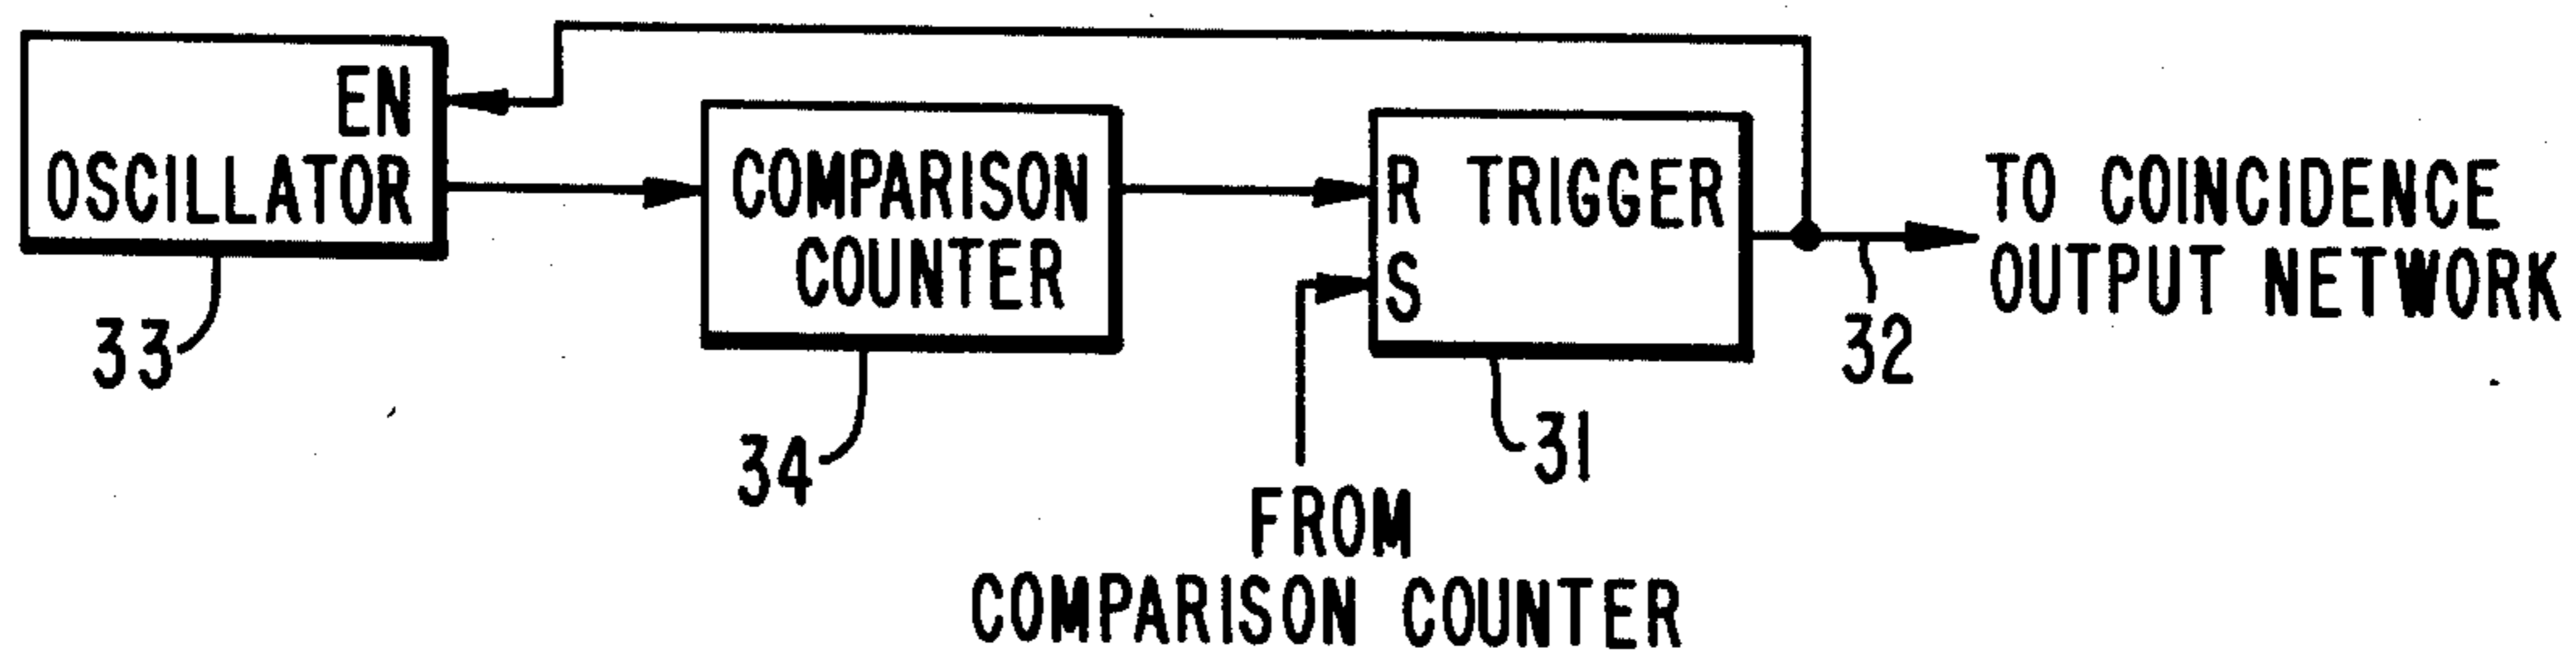 EN
OSCILLATOR
33
COMPARISON
COUNTER
34
R TRIGGER
S
31
32
TO COINCIDENCE
OUTPUT NETWORK
FROM
COMPARISON COUNTER